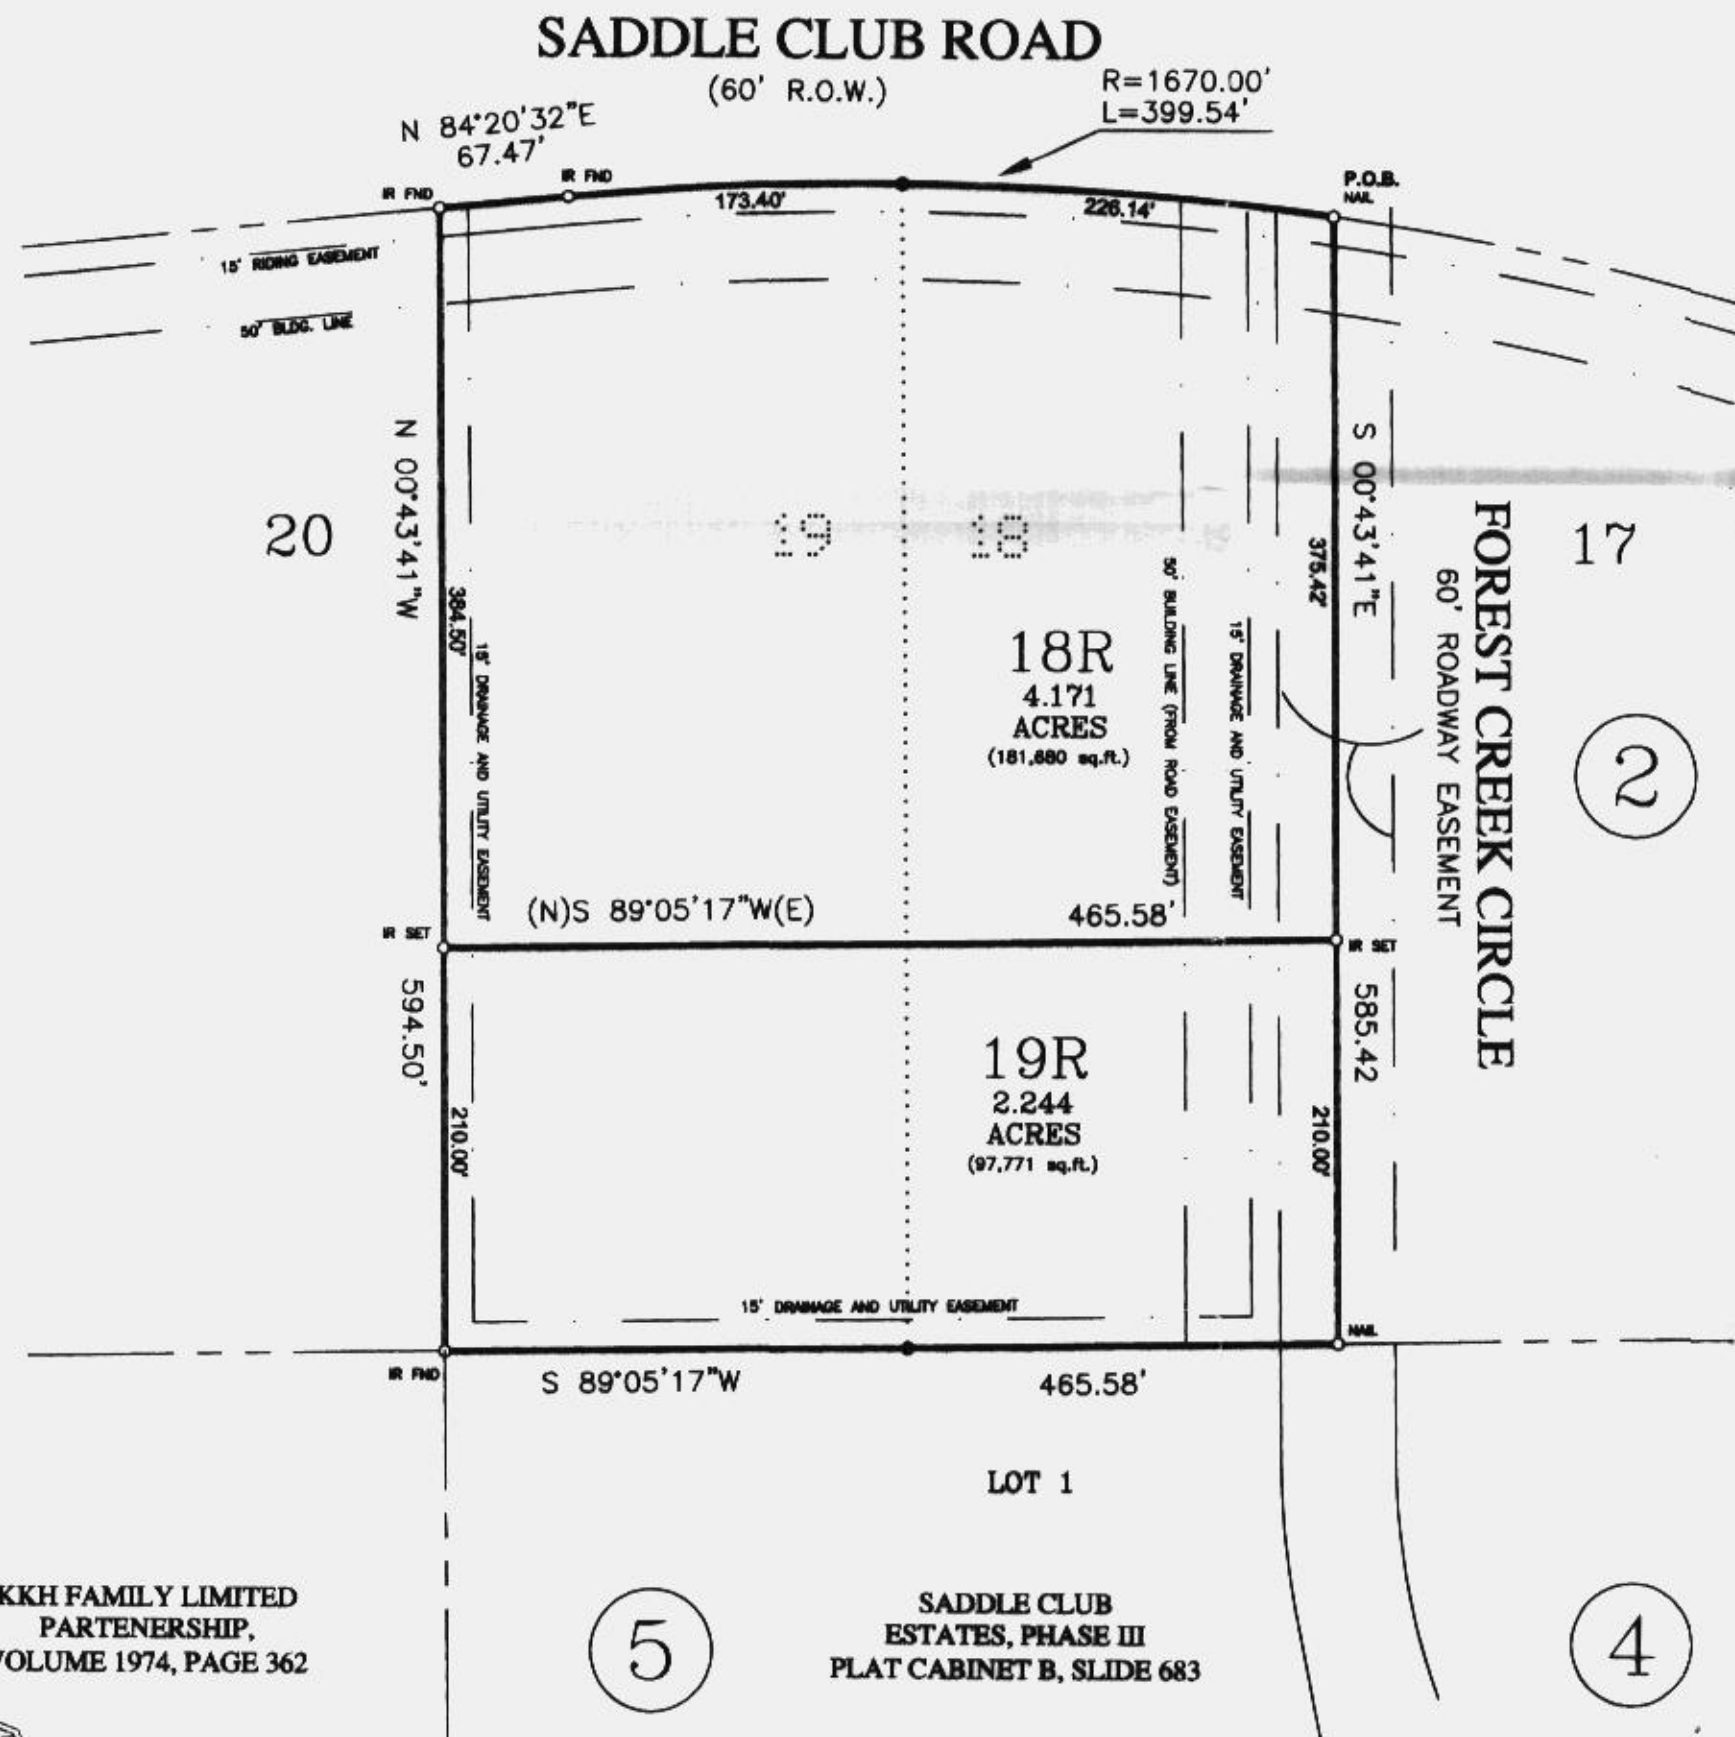 SADDLE CLUB ROAD
(60' R.O.W.)
R=1670.00'
L=399.54'
N 84°20'32"E
67.47'
IR FND
IR FND
173.40'
226.14'
P.O.B.
NAIL
15' RIDING EASEMENT
50' BLDG. LINE
N 00°43'41"W
384.50'
15' DRAINAGE AND UTILITY EASEMENT
20
19
18
18R
4.171
ACRES
(181,680 sq.ft.)
50' BUILDING LINE (FROM ROAD EASEMENT)
15' DRAINAGE AND UTILITY EASEMENT
375.42'
S 00°43'41"E
FOREST CREEK CIRCLE
60' ROADWAY EASEMENT
17
2
(N)S 89°05'17"W(E)
465.58'
IR SET
IR SET
594.50'
210.00'
19R
2.244
ACRES
(97,771 sq.ft.)
210.00'
585.42
15' DRAINAGE AND UTILITY EASEMENT
NAIL
IR FND
S 89°05'17"W
465.58'
LOT 1
KKH FAMILY LIMITED
PARTENERSHIP,
VOLUME 1974, PAGE 362
5
SADDLE CLUB
ESTATES, PHASE III
PLAT CABINET B, SLIDE 683
4